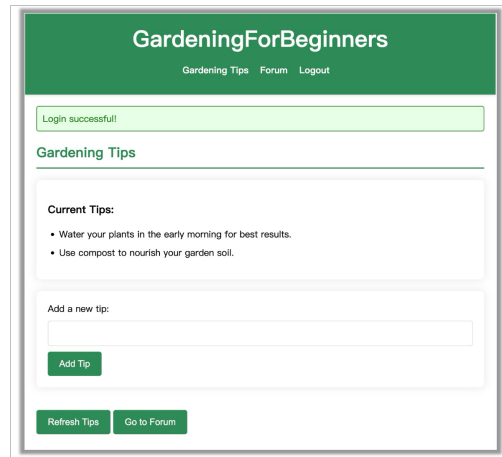 GardeningForBeginners
Gardening Tips Forum Logout
Login successful!
Gardening Tips
Current Tips:
Water your plants in the early morning for best results.
Use compost to nourish your garden soil.
Add a new tip:
Add Tip
Refresh Tips Go to Forum